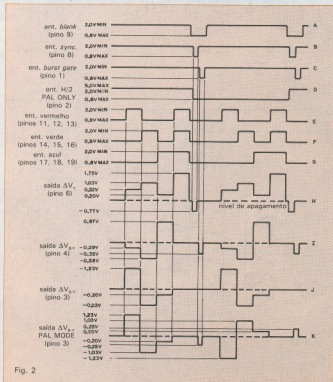 ent. blank
(pino 8)
2,0V MIN
0,8V MAX
A
ent. sync.
(pino 8)
2,0V MIN
0,8V MAX
B
ent. burst gate
(pino 1)
2,0V MIN
0,8V MAX
C
ent. H/2
PAL ONLY
(pino 2)
5,0V MAX
2,0V MIN
0,8V MAX
D
ent. vermelho
(pinos 11, 12, 13)
2,0V MIN
0,8V MAX
E
ent. verde
(pinos 14, 15, 16)
2,0V MIN
0,8V MAX
F
ent. azul
(pinos 17, 18, 19)
2,0V MIN
0,8V MAX
G
saída
(pino 6)
1,75V
1,03V
0,52V
0,20V
-0,77V
H
nível de apagamento
saída
(pino 4)
0,87V
-0,29V
-0,35V
-0,58V
-1,23V
I
saída
(pino 3)
-0,20V
-0,03V
J
saída
PAL MODE
(pino 3)
1,23V
1,03V
0,25V
0,20V
-0,20V
-0,25V
-1,03V
-1,23V
K
Fig. 2